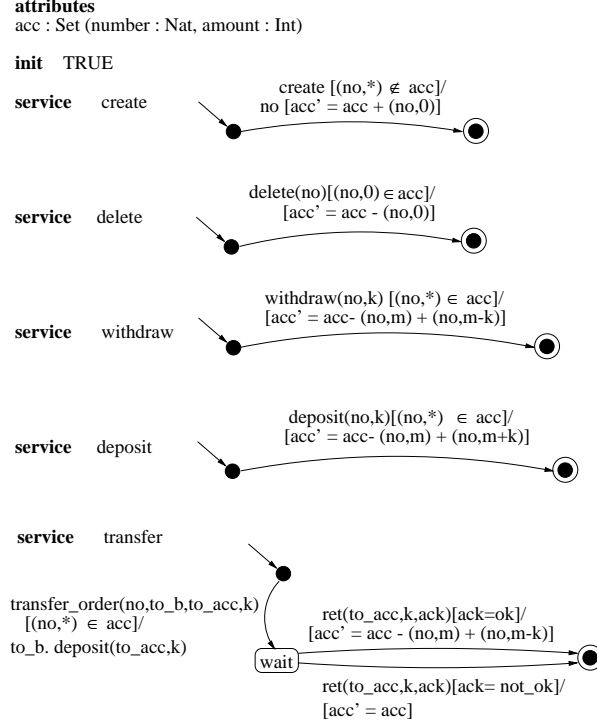 attributes
acc : Set (number : Nat, amount : Int)
init TRUE
service create
create [(no,*) ∉ acc]/
no [acc’ = acc + (no,0)]
service delete
delete(no)[(no,0) ∈ acc]/
[acc’ = acc - (no,0)]
service withdraw
withdraw(no,k) [(no,*) ∈ acc]/
[acc’ = acc- (no,m) + (no,m-k)]
service deposit
deposit(no,k)[(no,*) ∈ acc]/
[acc’ = acc- (no,m) + (no,m+k)]
service transfer
transfer_order(no,to_b,to_acc,k)
[(no,*) ∈ acc]/
to_b. deposit(to_acc,k)
wait
ret(to_acc,k,ack)[ack=ok]/
[acc’ = acc - (no,m) + (no,m-k)]
ret(to_acc,k,ack)[ack= not_ok]/
[acc’ = acc]